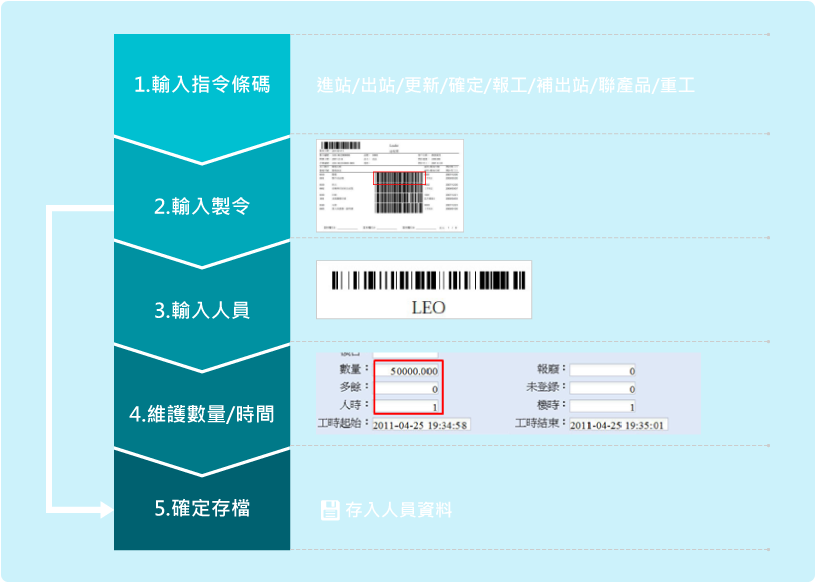 1.輸入指令條碼
進站/出站/更新/確定/報工/補出站/聯產品/重工
2.輸入製令
3.輸入人員
LEO
4.維護數量/時間
數量： 50000.000 報廢： 0
多餘： 0 未登錄： 0
人時： 1 機時： 1
工時起始： 2011-04-25 19:34:58 工時結束： 2011-04-25 19:35:01
5.確定存檔
存入人員資料